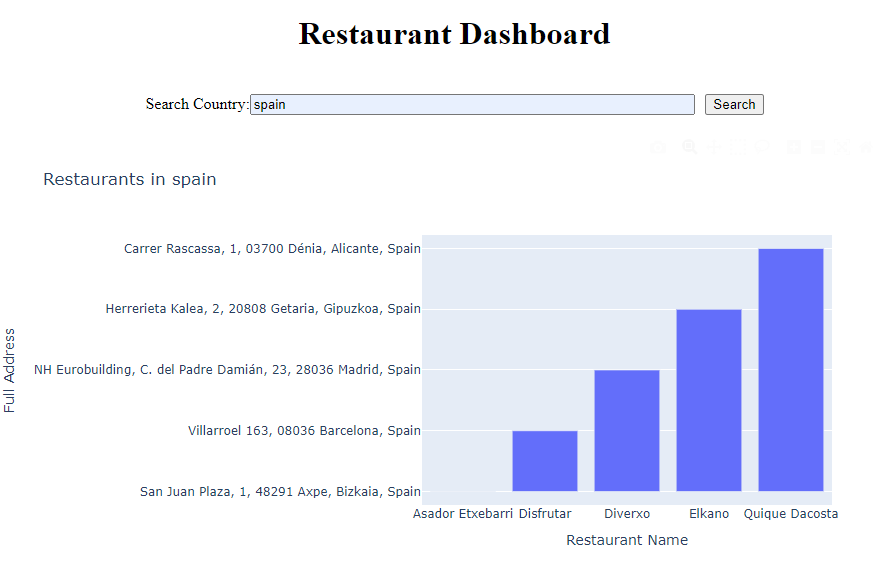 Restaurant Dashboard
Search Country: spain Search
Restaurants in spain
Full Address
Carrer Rascassa, 1, 03700 Dénia, Alicante, Spain
Herrerieta Kalea, 2, 20808 Getaria, Gipuzkoa, Spain
NH Eurobuilding, C. del Padre Damián, 23, 28036 Madrid, Spain
Villarroel 163, 08036 Barcelona, Spain
San Juan Plaza, 1, 48291 Axpe, Bizkaia, Spain
Asador Etxebarri Disfrutar Diverxo Elkano Quique Dacosta
Restaurant Name